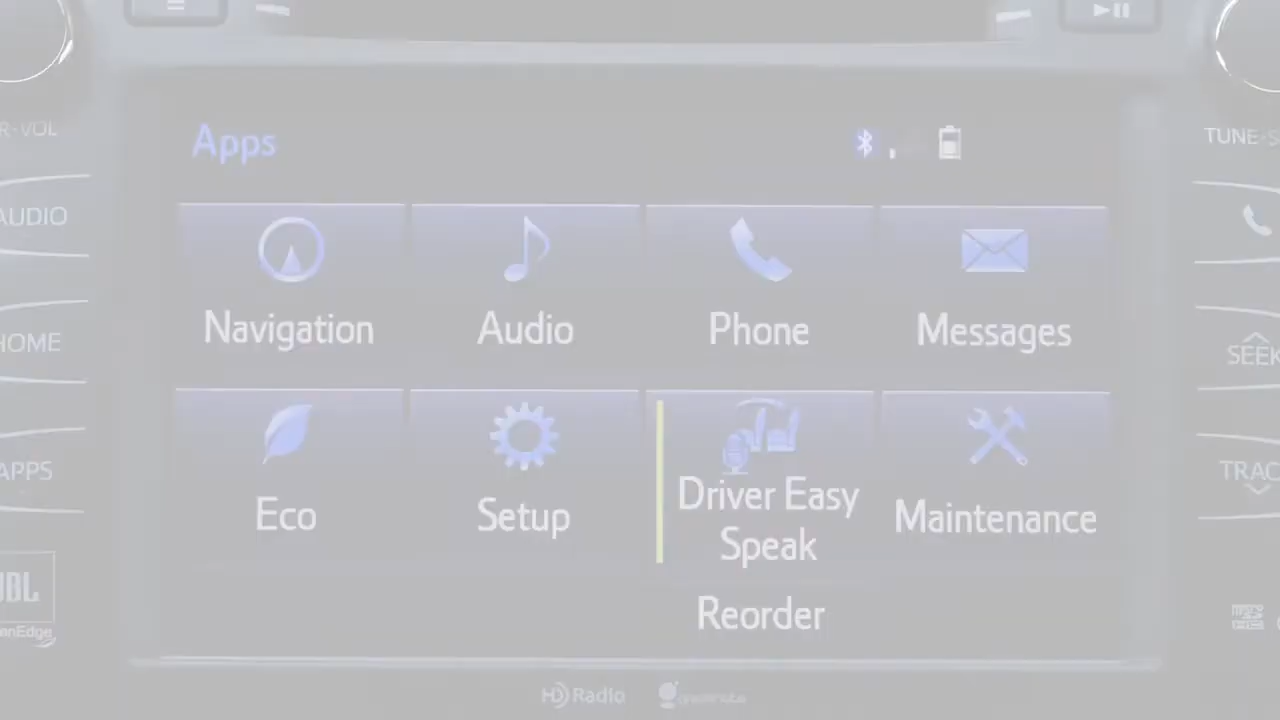 R·VOL
TUNE·S
Apps
AUDIO
Navigation
Audio
Phone
Messages
HOME
SEEK
APPS
Eco
Setup
Driver Easy
Speak
Maintenance
TRAC
Reorder
JBL
HD Radio